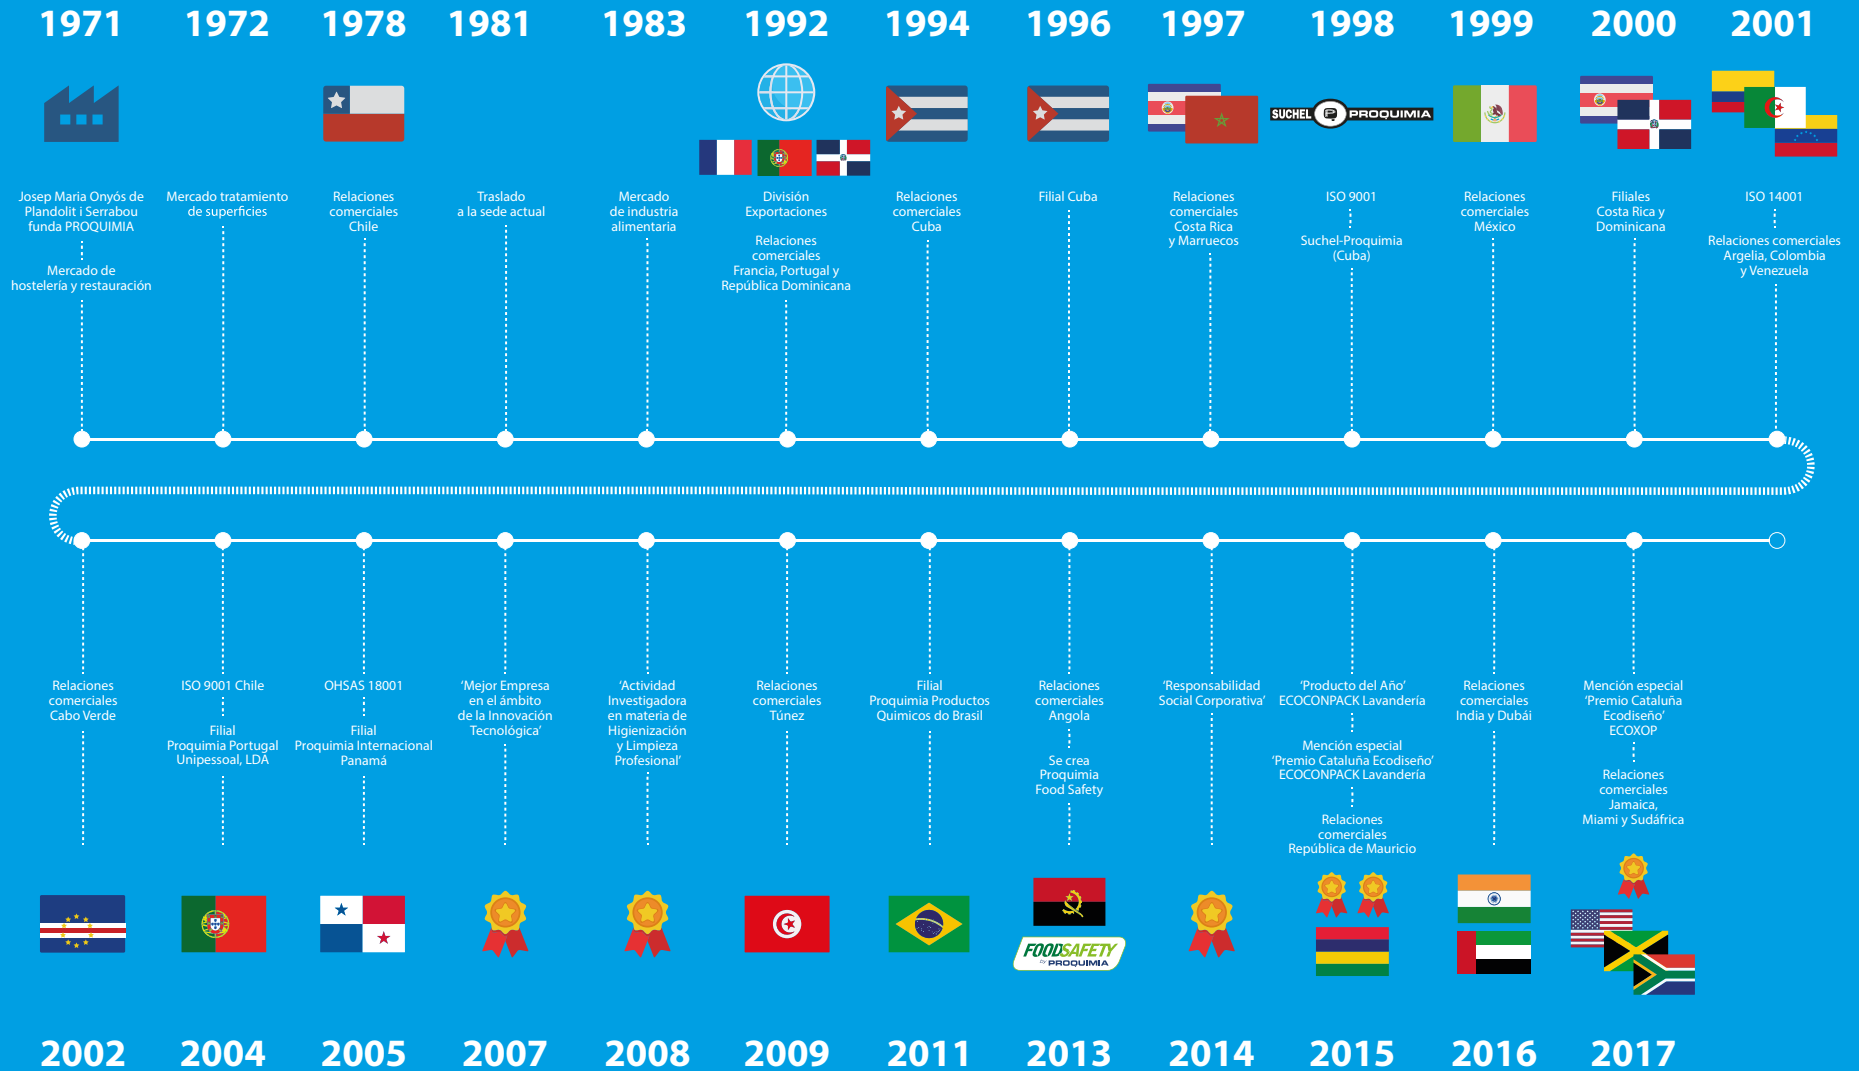 1971
Josep Maria Onyós de
Plandolit i Serrabou
funda PROQUIMIA
Mercado de
hostelería y restauración
1972
Mercado tratamiento
de superficies
1978
Relaciones
comerciales
Chile
1981
Traslado
a la sede actual
1983
Mercado
de industria
alimentaria
1992
División
Exportaciones
Relaciones
comerciales
Francia, Portugal y
República Dominicana
1994
Relaciones
comerciales
Cuba
1996
Filial Cuba
1997
Relaciones
comerciales
Costa Rica
y Marruecos
1998
SUCHEL P PROQUIMIA
ISO 9001
Suchel-Proquimia
(Cuba)
1999
Relaciones
comerciales
México
2000
Filiales
Costa Rica y
Dominicana
2001
ISO 14001
Relaciones comerciales
Argelia, Colombia
y Venezuela
Relaciones
comerciales
Cabo Verde
2002
ISO 9001 Chile
Filial
Proquimia Portugal
Unipessoal, LDA
2004
OHSAS 18001
Filial
Proquimia Internacional
Panamá
2005
‘Mejor Empresa
en el ámbito
de la Innovación
Tecnológica’
2007
‘Actividad
Investigadora
en materia de
Higienización
y Limpieza
Profesional’
2008
Relaciones
comerciales
Túnez
2009
Filial
Proquimia Productos
Quimicos do Brasil
2011
Relaciones
comerciales
Angola
Se crea
Proquimia
Food Safety
FOODSAFETY
by PROQUIMIA
2013
‘Responsabilidad
Social Corporativa’
2014
‘Producto del Año’
ECOCONPACK Lavandería
Mención especial
‘Premio Cataluña Ecodiseño’
ECOCONPACK Lavandería
Relaciones
comerciales
República de Mauricio
2015
Relaciones
comerciales
India y Dubái
2016
Mención especial
‘Premio Cataluña
Ecodiseño’
ECOXOP
Relaciones
comerciales
Jamaica,
Miami y Sudáfrica
2017